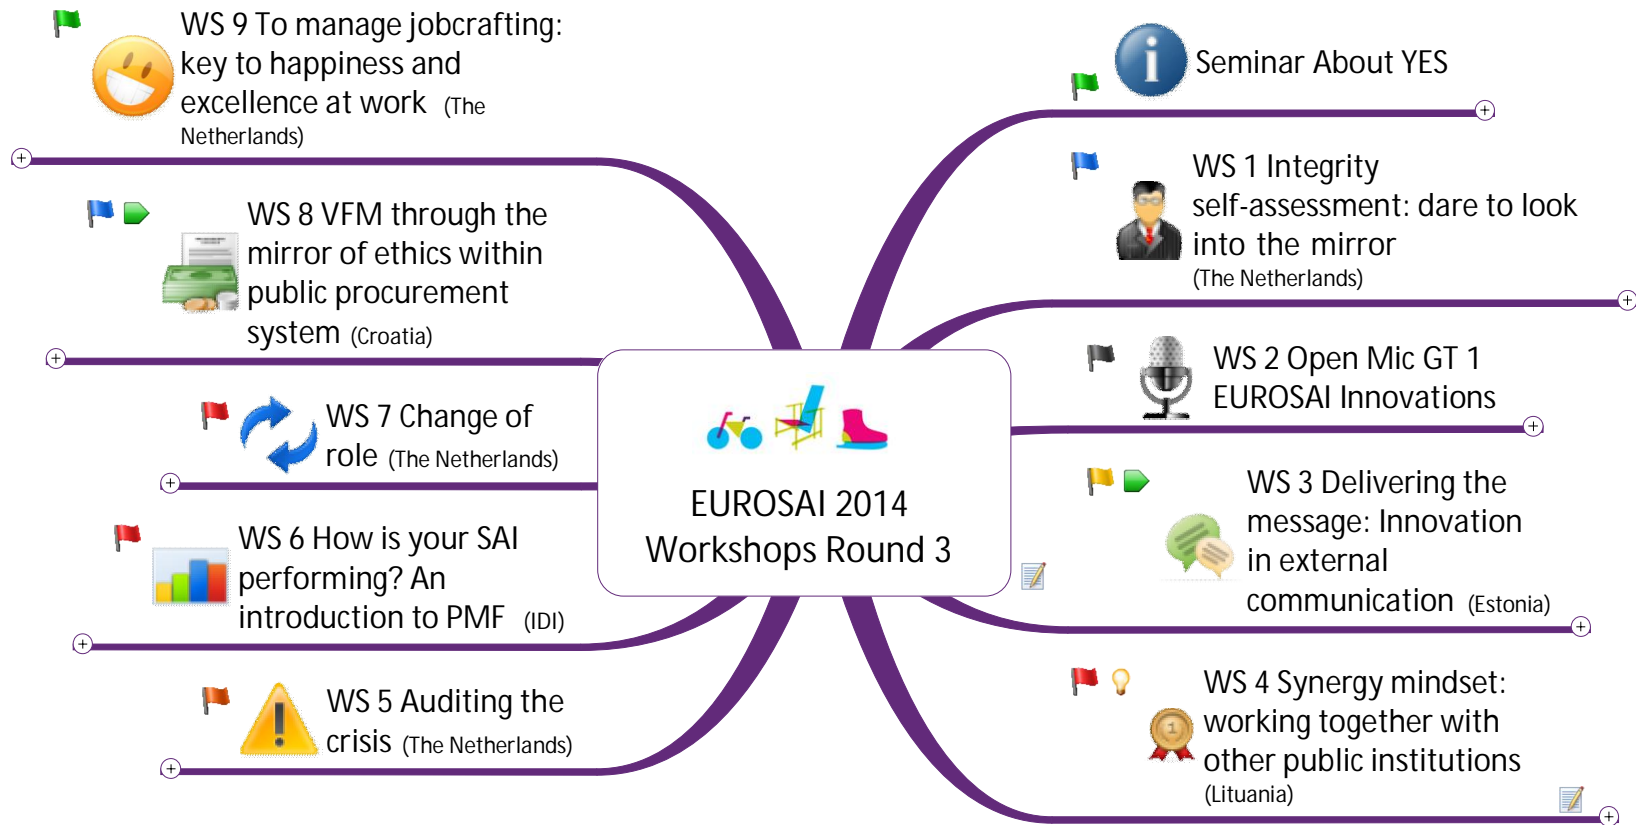 EUROSAI 2014
Workshops Round 3
Seminar About YES
WS 1 Integrity
self-assessment: dare to look
into the mirror
(The Netherlands)
WS 2 Open Mic GT 1
EUROSAI Innovations
WS 3 Delivering the
message: Innovation
in external
communication (Estonia)
WS 4 Synergy mindset:
working together with
other public institutions
(Lituania)
WS 5 Auditing the
crisis (The Netherlands)
WS 6 How is your SAI
performing? An
introduction to PMF (IDI)
WS 7 Change of
role (The Netherlands)
WS 8 VFM through the
mirror of ethics within
public procurement
system (Croatia)
WS 9 To manage jobcrafting:
key to happiness and
excellence at work (The
Netherlands)